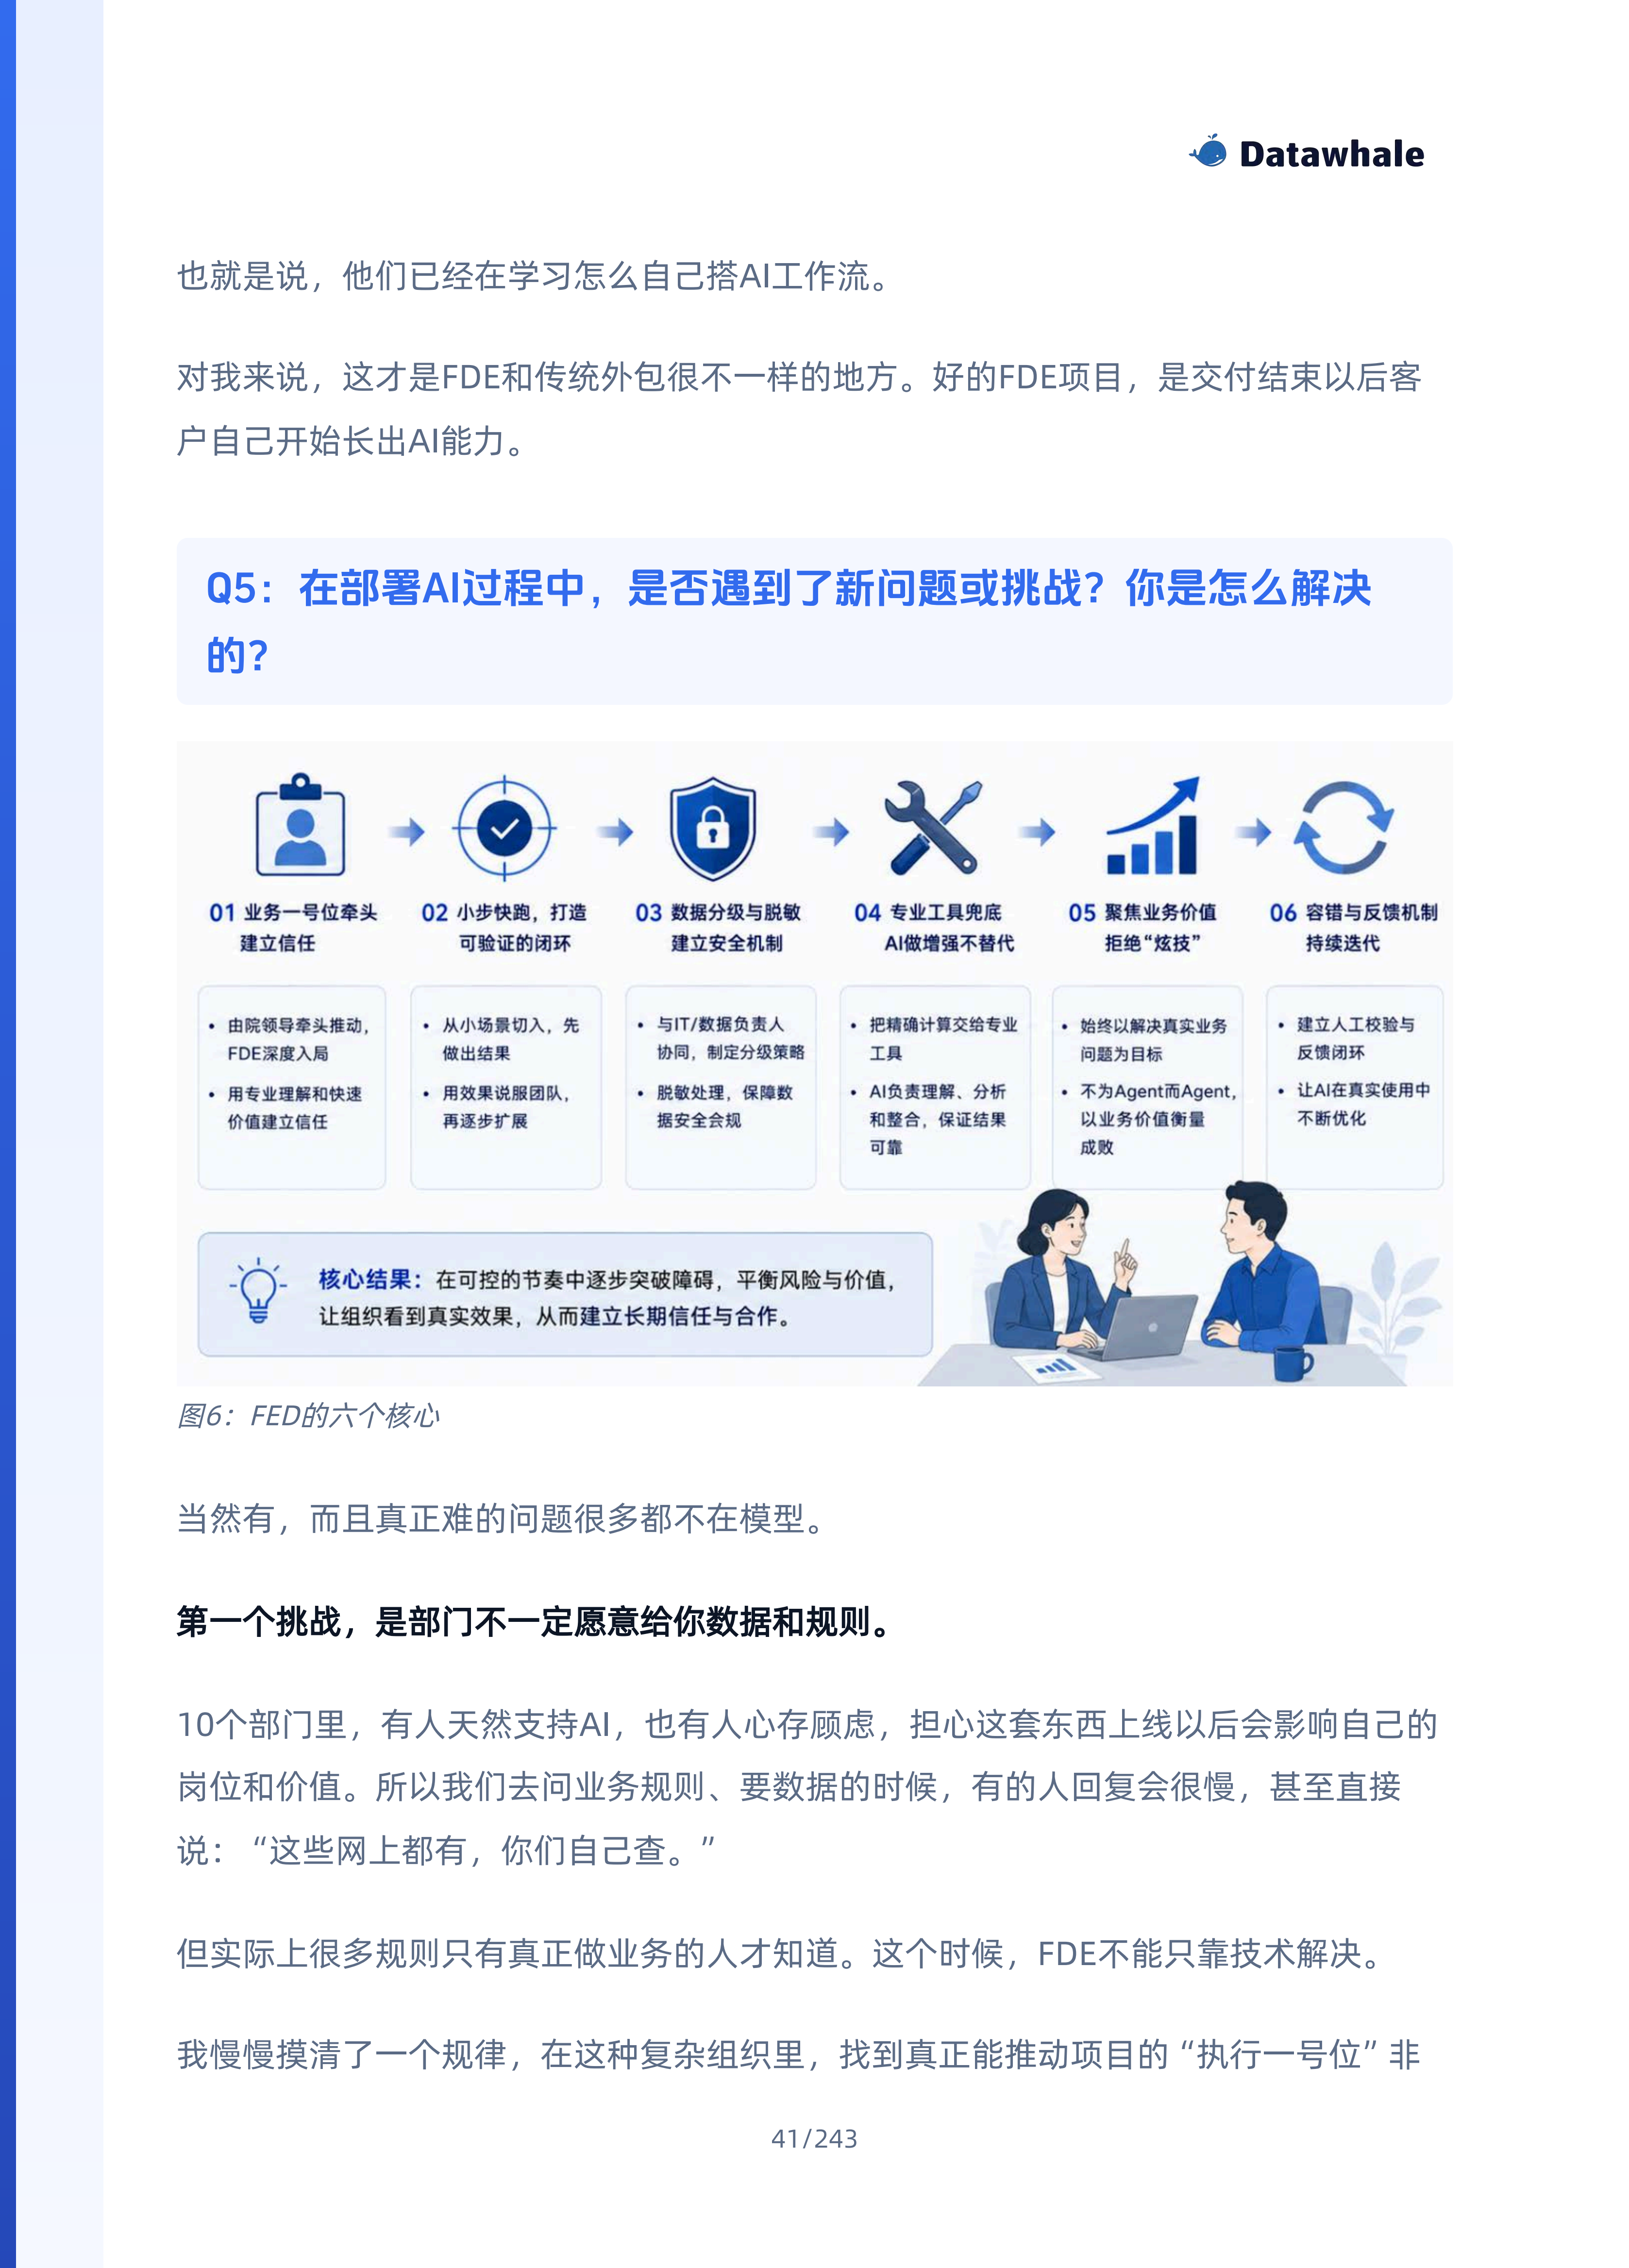 Datawhale
也就是说，他们已经在学习怎么自己搭AI工作流。
对我来说，这才是FDE和传统外包很不一样的地方。好的FDE项目，是交付结束以后客
户自己开始长出AI能力。
Q5：在部署AI过程中，是否遇到了新问题或挑战？你是怎么解决
的？
01 业务一号位牵头
建立信任
• 由院领导牵头推动，
FDE深度入局
• 用专业理解和快速
价值建立信任
02 小步快跑，打造
可验证的闭环
• 从小场景切入，先
做出结果
• 用效果说服团队，
再逐步扩展
03 数据分级与脱敏
建立安全机制
• 与IT/数据负责人
协同，制定分级策略
• 脱敏处理，保障数
据安全会规
04 专业工具兜底
AI做增强不替代
• 把精确计算交给专业
工具
• AI负责理解、分析
和整合，保证结果
可靠
05 聚焦业务价值
拒绝“炫技”
• 始终以解决真实业务
问题为目标
• 不为Agent而Agent，
以业务价值衡量
成败
06 容错与反馈机制
持续迭代
• 建立人工校验与
反馈闭环
• 让AI在真实使用中
不断优化
核心结果：在可控的节奏中逐步突破障碍，平衡风险与价值，
让组织看到真实效果，从而建立长期信任与合作。
图6：FED的六个核心
当然有，而且真正难的问题很多都不在模型。
第一个挑战，是部门不一定愿意给你数据和规则。
10个部门里，有人天然支持AI，也有人心存顾虑，担心这套东西上线以后会影响自己的
岗位和价值。所以我们去问业务规则、要数据的时候，有的人回复会很慢，甚至直接
说：“这些网上都有，你们自己查。”
但实际上很多规则只有真正做业务的人才知道。这个时候，FDE不能只靠技术解决。
我慢慢摸清了一个规律，在这种复杂组织里，找到真正能推动项目的“执行一号位”非
41/243